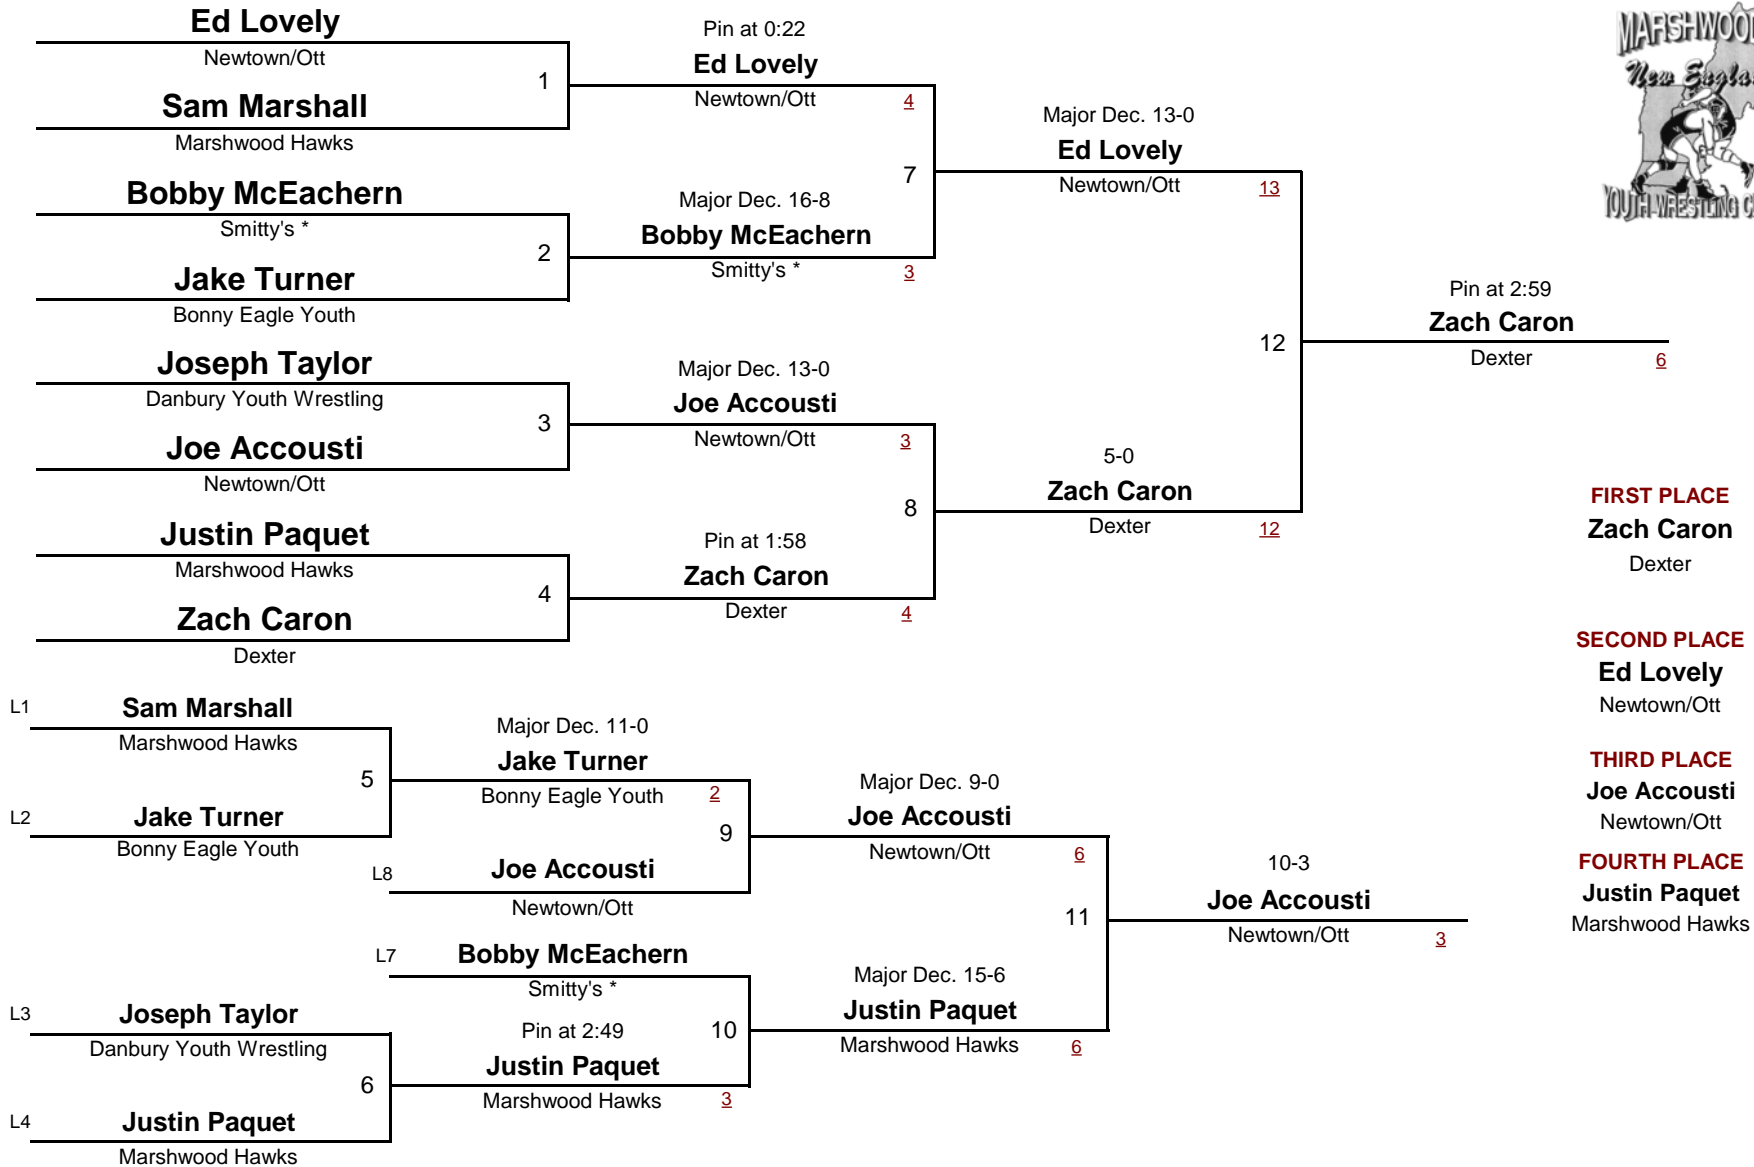 Ed Lovely
Newtown/Ott
1
Sam Marshall
Marshwood Hawks
Bobby McEachern
Smitty's *
2
Jake Turner
Bonny Eagle Youth
Joseph Taylor
Danbury Youth Wrestling
3
Joe Accousti
Newtown/Ott
Justin Paquet
Marshwood Hawks
4
Zach Caron
Dexter
Pin at 0:22
Ed Lovely
Newtown/Ott
4
7
Major Dec. 16-8
Bobby McEachern
Smitty's *
3
Major Dec. 13-0
Joe Accousti
Newtown/Ott
3
8
Pin at 1:58
Zach Caron
Dexter
4
Major Dec. 13-0
Ed Lovely
Newtown/Ott
13
12
5-0
Zach Caron
Dexter
12
Pin at 2:59
Zach Caron
Dexter
6
MARSHWOOD
New
YOUTH WRESTLING
FIRST PLACE
Zach Caron
Dexter
SECOND PLACE
Ed Lovely
Newtown/Ott
THIRD PLACE
Joe Accousti
Newtown/Ott
FOURTH PLACE
Justin Paquet
Marshwood Hawks
L1
Sam Marshall
Marshwood Hawks
5
L2
Jake Turner
Bonny Eagle Youth
L3
Joseph Taylor
Danbury Youth Wrestling
6
L4
Justin Paquet
Marshwood Hawks
Major Dec. 11-0
Jake Turner
Bonny Eagle Youth
2
9
L8
Joe Accousti
Newtown/Ott
L7
Bobby McEachern
Smitty's *
Pin at 2:49
10
Justin Paquet
Marshwood Hawks
3
Major Dec. 9-0
Joe Accousti
Newtown/Ott
6
11
Major Dec. 15-6
Justin Paquet
Marshwood Hawks
6
10-3
Joe Accousti
Newtown/Ott
3